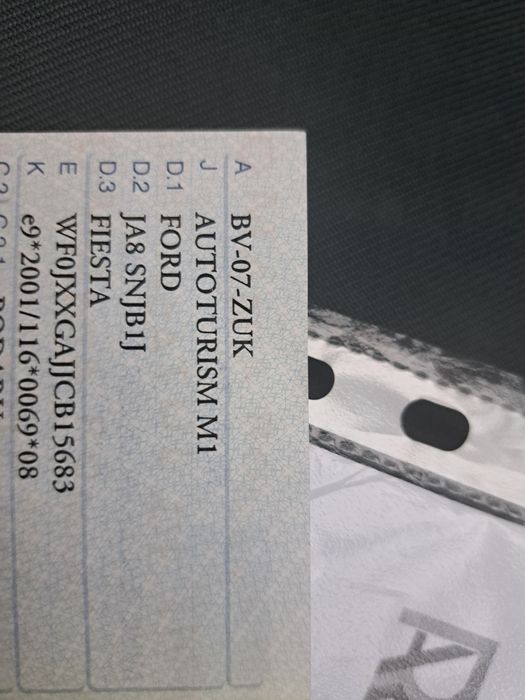 A BV-07-ZUK
J AUTOTURISM M1
D.1 FORD
D.2 JA8 SNJB1J
D.3 FIESTA
E WF0JXXGAJJCB15683
K e9*2001/116*0069*08